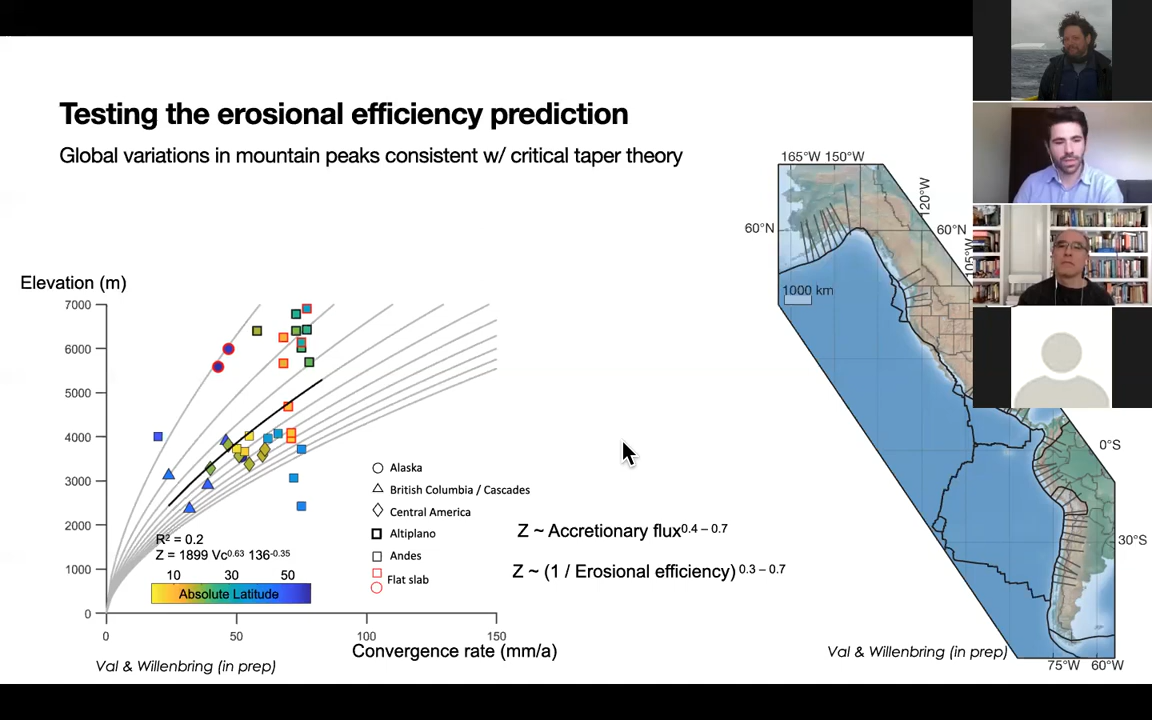 Testing the erosional efficiency prediction
Global variations in mountain peaks consistent w/ critical taper theory
Elevation (m)
7000
6000
5000
4000
3000
2000
1000
0
0
50
100
150
Convergence rate (mm/a)
R² = 0.2
Z = 1899 Vc^0.63 136^-0.35
10 30 50
Absolute Latitude
Alaska
British Columbia / Cascades
Central America
Altiplano
Andes
Flat slab
Val & Willenbring (in prep)
Z ~ Accretionary flux^0.4 – 0.7
Z ~ (1 / Erosional efficiency)^0.3 – 0.7
165°W 150°W
120°W
60°N
60°N
105°W
1000 km
0°S
30°S
75°W 60°W
Val & Willenbring (in prep)